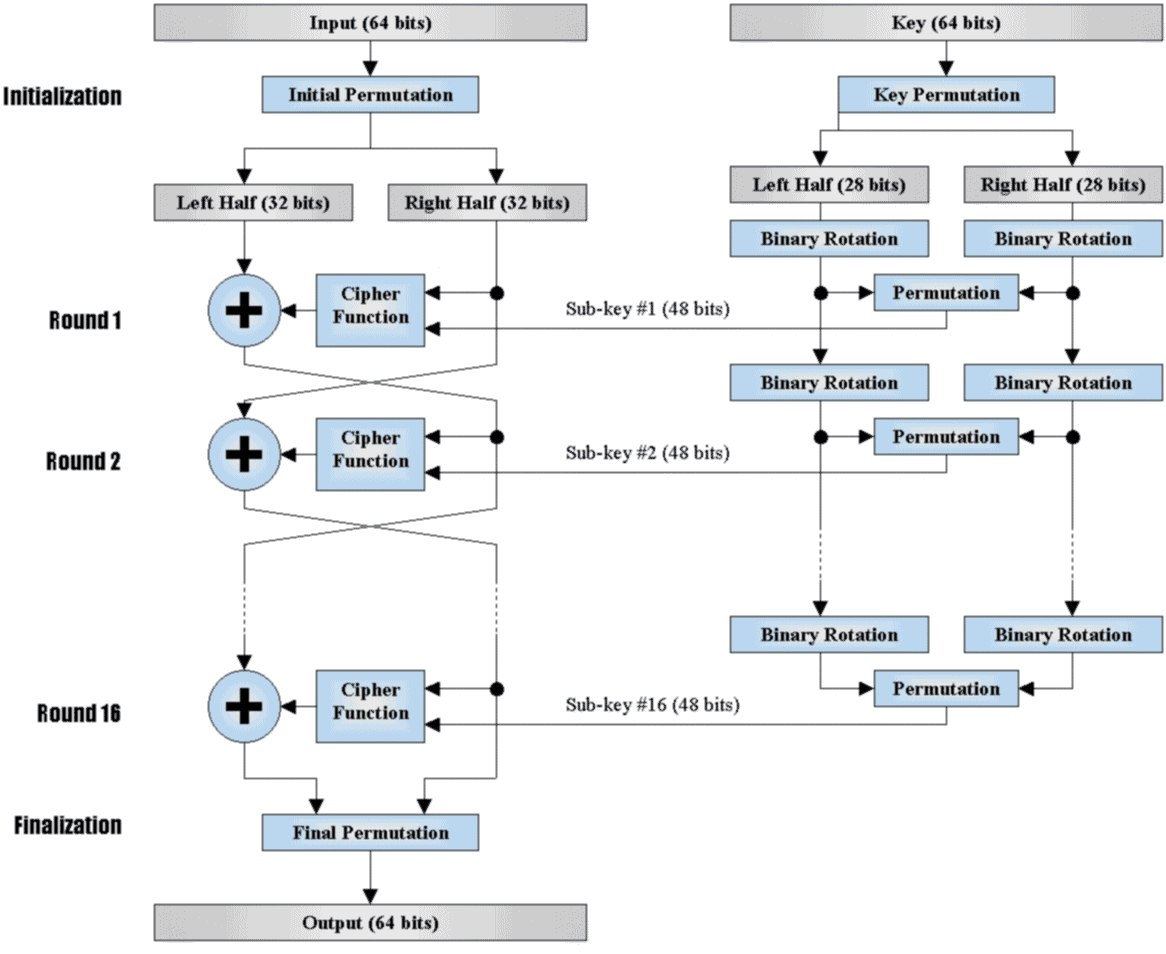 Input (64 bits)
Key (64 bits)
Initialization
Initial Permutation
Key Permutation
Left Half (32 bits)
Right Half (32 bits)
Left Half (28 bits)
Right Half (28 bits)
Binary Rotation
Binary Rotation
Round 1
Cipher
Function
Sub-key #1 (48 bits)
Permutation
Binary Rotation
Binary Rotation
Round 2
Cipher
Function
Sub-key #2 (48 bits)
Permutation
Binary Rotation
Binary Rotation
Round 16
Cipher
Function
Sub-key #16 (48 bits)
Permutation
Finalization
Final Permutation
Output (64 bits)